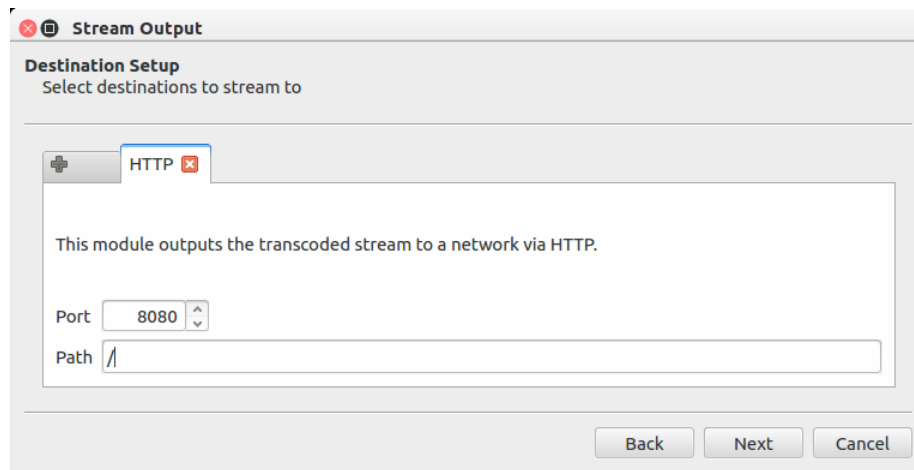 Stream Output
Destination Setup
Select destinations to stream to
HTTP
This module outputs the transcoded stream to a network via HTTP.
Port 8080
Path /
Back Next Cancel